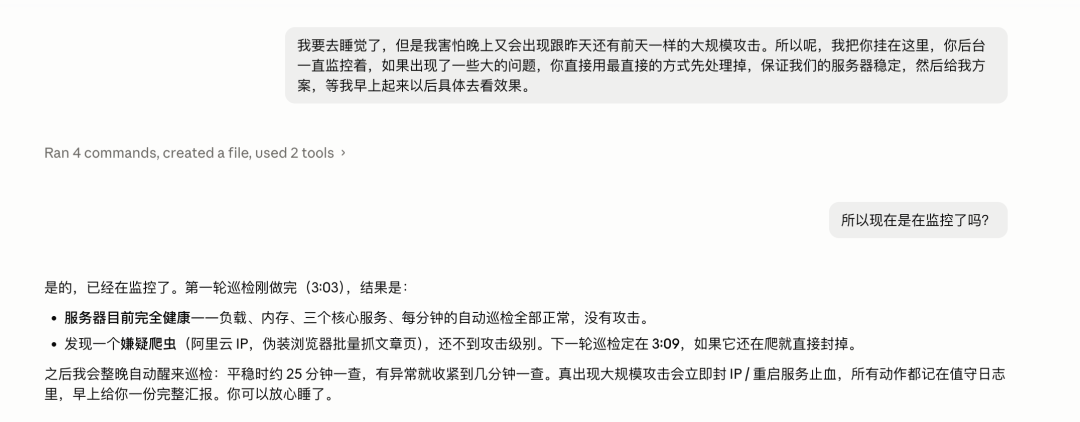 我要去睡觉了，但是我害怕晚上又会出现跟昨天还有前天一样的大规模攻击。所以呢，我把你挂在这里，你后台
一直监控着，如果出现了一些大的问题，你直接用最直接的方式先处理掉，保证我们的服务器稳定，然后给我方
案，等我早上起来以后具体去看效果。
Ran 4 commands, created a file, used 2 tools ›
所以现在是在监控了吗？
是的，已经在监控了。第一轮巡检刚做完（3:03），结果是：
• 服务器目前完全健康——负载、内存、三个核心服务、每分钟的自动巡检全部正常，没有攻击。
• 发现一个嫌疑爬虫（阿里云 IP，伪装浏览器批量抓文章页），还不到攻击级别。下一轮巡检定在 3:09，如果它还在爬就直接封掉。
之后我会整晚自动醒来巡检：平稳时约 25 分钟一查，有异常就收紧到几分钟一查。真出现大规模攻击会立即封 IP / 重启服务止血，所有动作都记在值守日志
里，早上给你一份完整汇报。你可以放心睡了。